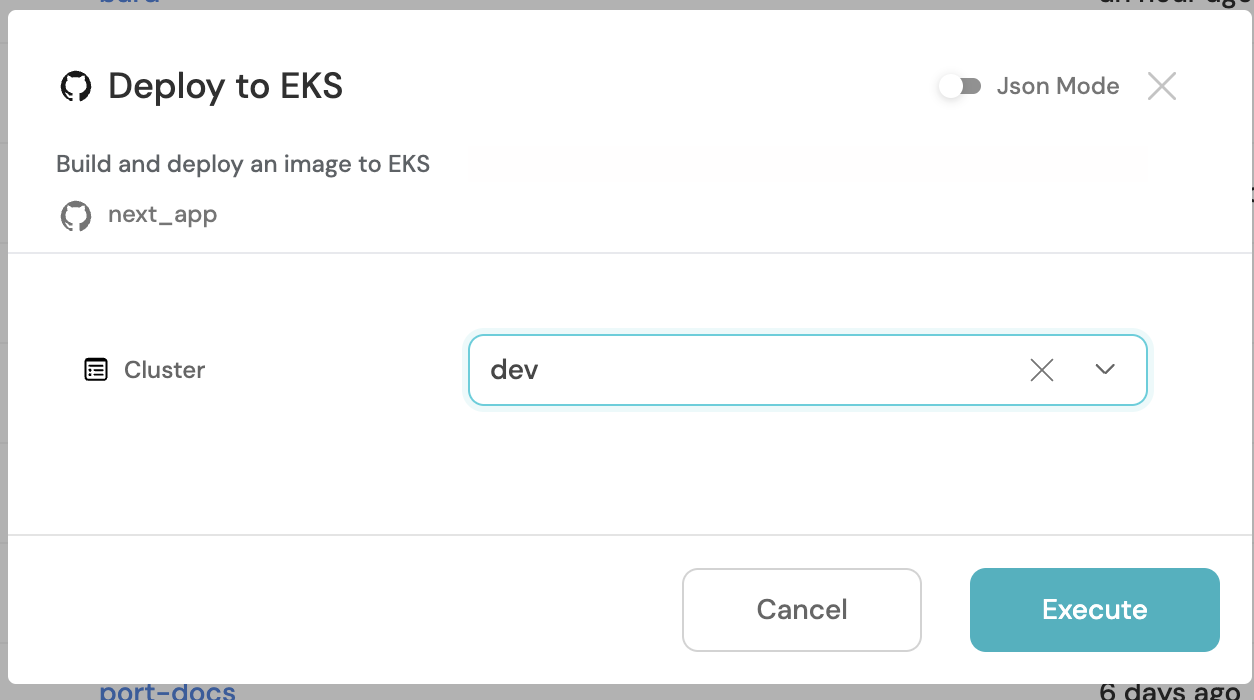 an hour ago
Deploy to EKS
Json Mode
Build and deploy an image to EKS
next_app
Cluster
dev
Cancel
Execute
port-docs
6 days ago